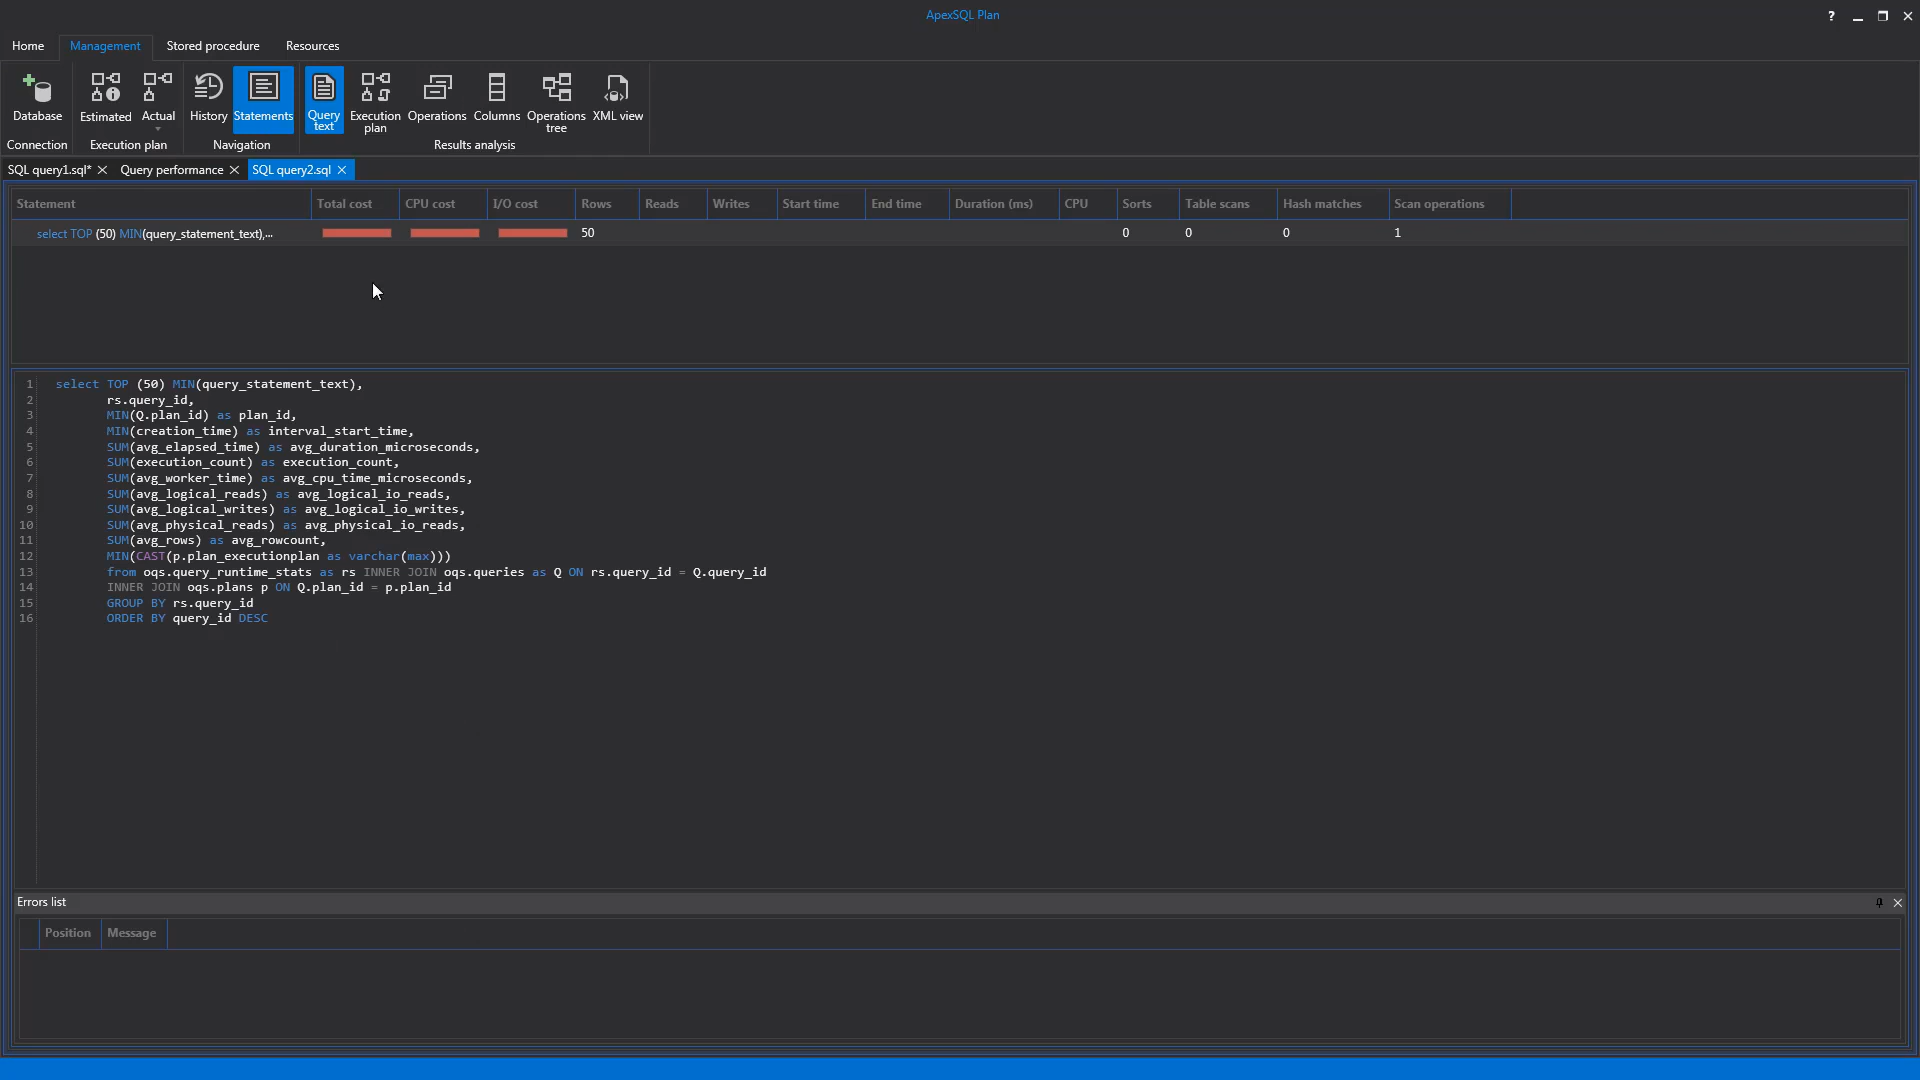 ApexSQL Plan
?
Home Management Stored procedure Resources
Database Estimated Actual History Statements Query text Execution plan Operations Columns Operations tree XML view
Connection Execution plan Navigation Results analysis
SQL query1.sql* Query performance SQL query2.sql
Statement Total cost CPU cost I/O cost Rows Reads Writes Start time End time Duration (ms) CPU Sorts Table scans Hash matches Scan operations
select TOP (50) MIN(query_statement_text),... 50 0 0 0 1
1 select TOP (50) MIN(query_statement_text),
2 rs.query_id,
3 MIN(Q.plan_id) as plan_id,
4 MIN(creation_time) as interval_start_time,
5 SUM(avg_elapsed_time) as avg_duration_microseconds,
6 SUM(execution_count) as execution_count,
7 SUM(avg_worker_time) as avg_cpu_time_microseconds,
8 SUM(avg_logical_reads) as avg_logical_io_reads,
9 SUM(avg_logical_writes) as avg_logical_io_writes,
10 SUM(avg_physical_reads) as avg_physical_io_reads,
11 SUM(avg_rows) as avg_rowcount,
12 MIN(CAST(p.plan_executionplan as varchar(max)))
13 from oqs.query_runtime_stats as rs INNER JOIN oqs.queries as Q ON rs.query_id = Q.query_id
14 INNER JOIN oqs.plans p ON Q.plan_id = p.plan_id
15 GROUP BY rs.query_id
16 ORDER BY query_id DESC
Errors list
Position Message